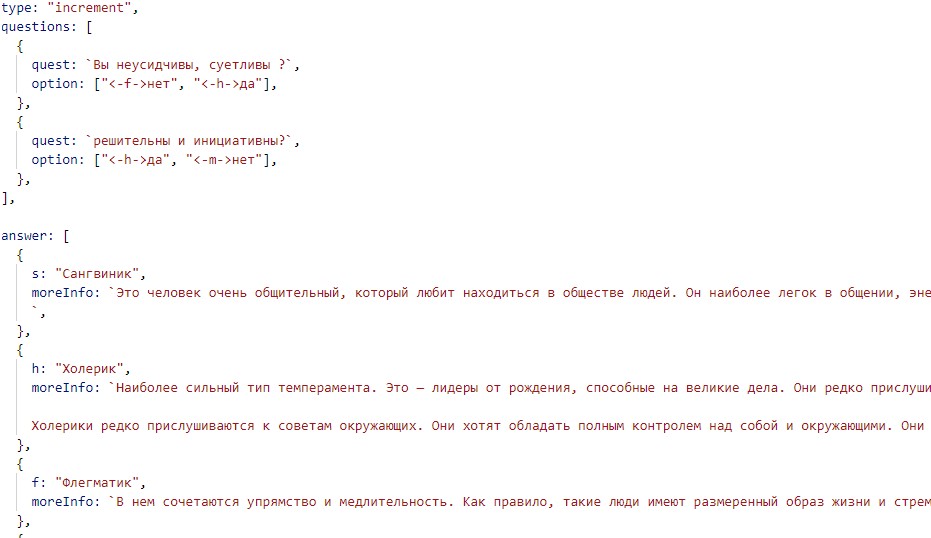 type: "increment",
questions: [
{
quest: `Вы неусидчивы, суетливы ?`,
option: ["<-f->нет", "<-h->да"],
},
{
quest: `решительны и инициативны?`,
option: ["<-h->да", "<-m->нет"],
},
],
answer: [
{
s: "Сангвиник",
moreInfo: `Это человек очень общительный, который любит находиться в обществе людей. Он наиболее легок в общении, эне
`,
},
{
h: "Холерик",
moreInfo: `Наиболее сильный тип темперамента. Это – лидеры от рождения, способные на великие дела. Они редко прислуши
Холерики редко прислушиваются к советам окружающих. Они хотят обладать полным контролем над собой и окружающими. Они
},
{
f: "Флегматик",
moreInfo: `В нем сочетаются упрямство и медлительность. Как правило, такие люди имеют размеренный образ жизни и стрем
},
{